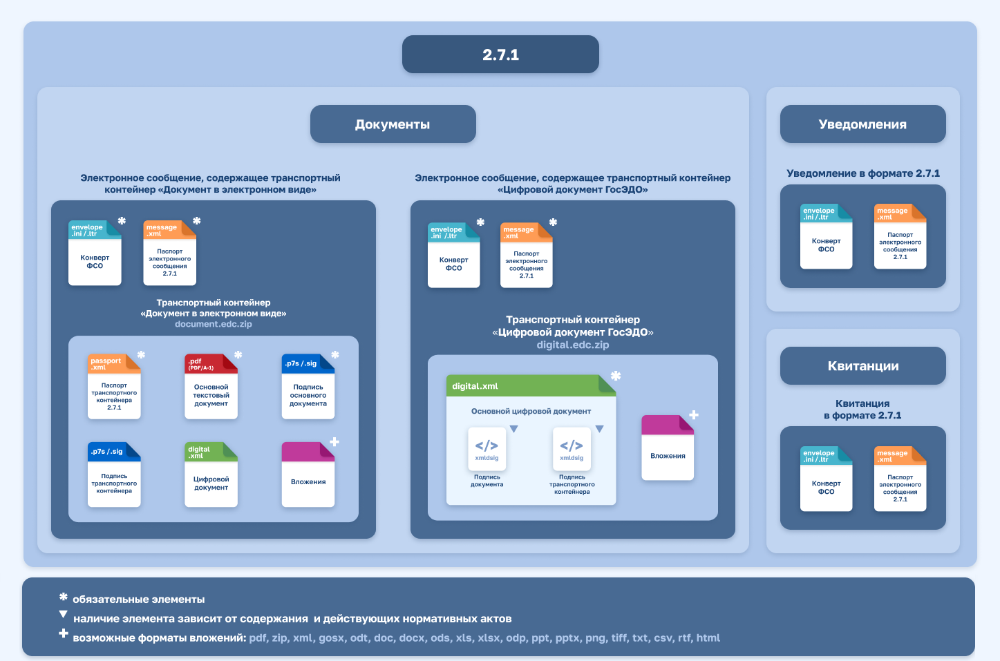 2.7.1
Документы
Электронное сообщение, содержащее транспортный
контейнер «Документ в электронном виде»
envelope
.ini /.ltr
Конверт
ФСО
*
message
.xml
Паспорт
электронного
сообщения
2.7.1
*
Транспортный контейнер
«Документ в электронном виде»
document.edc.zip
passport
.xml
Паспорт
транспортного
контейнера
2.7.1
*
.pdf
(PDF/A-1)
Основной
текстовый
документ
*
.p7s /.sig
Подпись
основного
документа
*
.p7s /.sig
Подпись
транспортного
контейнера
digital
.xml
Цифровой
документ
Вложения
+
Электронное сообщение, содержащее транспортный контейнер
«Цифровой документ ГосЭДО»
envelope
.ini /.ltr
Конверт
ФСО
*
message
.xml
Паспорт
электронного
сообщения
2.7.1
*
Транспортный контейнер
«Цифровой документ ГосЭДО»
digital.edc.zip
digital.xml
*
Основной цифровой документ
</>
xmldsig
Подпись
документа
▼
</>
xmldsig
Подпись
транспортного
контейнера
▼
Вложения
+
Уведомления
Уведомление в формате 2.7.1
envelope
.ini /.ltr
Конверт
ФСО
message
.xml
Паспорт
электронного
сообщения
2.7.1
Квитанции
Квитанция
в формате 2.7.1
envelope
.ini /.ltr
Конверт
ФСО
message
.xml
Паспорт
электронного
сообщения
2.7.1
* обязательные элементы
▼ наличие элемента зависит от содержания и действующих нормативных актов
+ возможные форматы вложений: pdf, zip, xml, gosx, odt, doc, docx, ods, xls, xlsx, odp, ppt, pptx, png, tiff, txt, csv, rtf, html